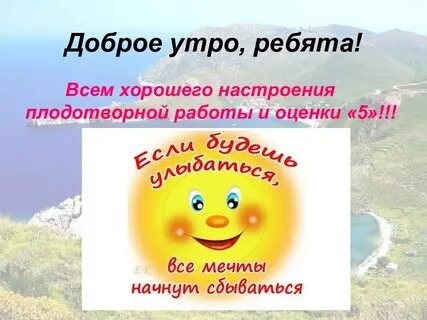 Доброе утро, ребята!
Всем хорошего настроения
плодотворной работы и оценки «5»!!!
Если будешь
улыбаться,
все мечты
начнут сбываться